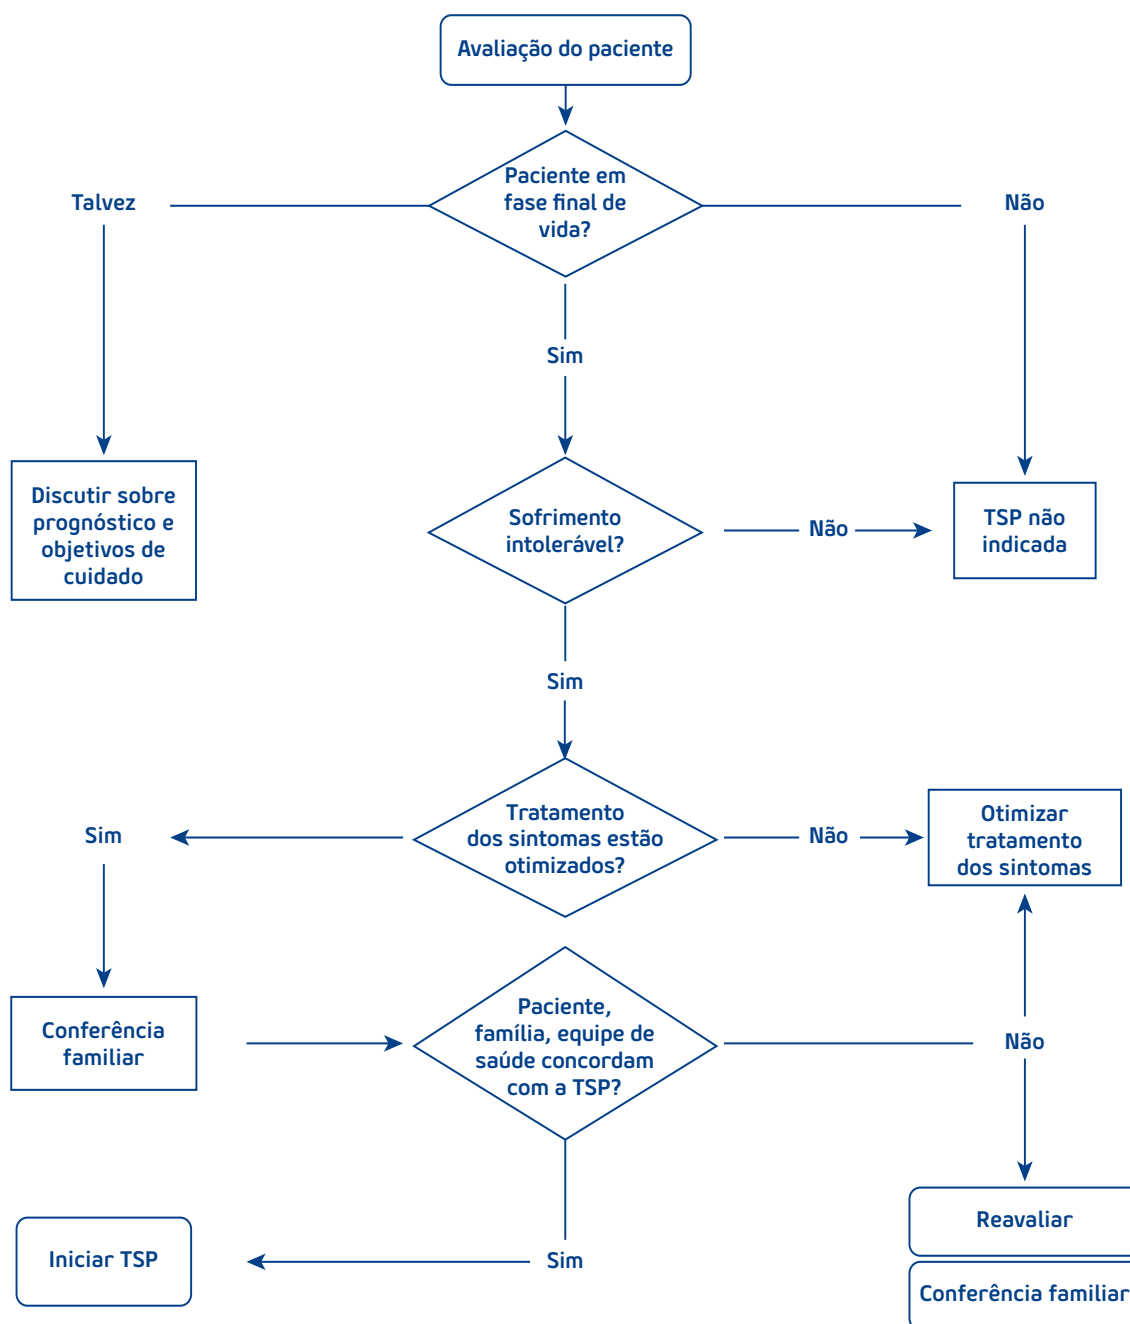 Avaliação do paciente
Paciente em
fase final de
vida?
Talvez
Não
Sim
Discutir sobre
prognóstico e
objetivos de
cuidado
Sofrimento
intolerável?
Não
TSP não
indicada
Sim
Tratamento
dos sintomas estão
otimizados?
Sim
Não
Otimizar
tratamento
dos sintomas
Conferência
familiar
Paciente,
família, equipe de
saúde concordam
com a TSP?
Não
Iniciar TSP
Sim
Reavaliar
Conferência familiar